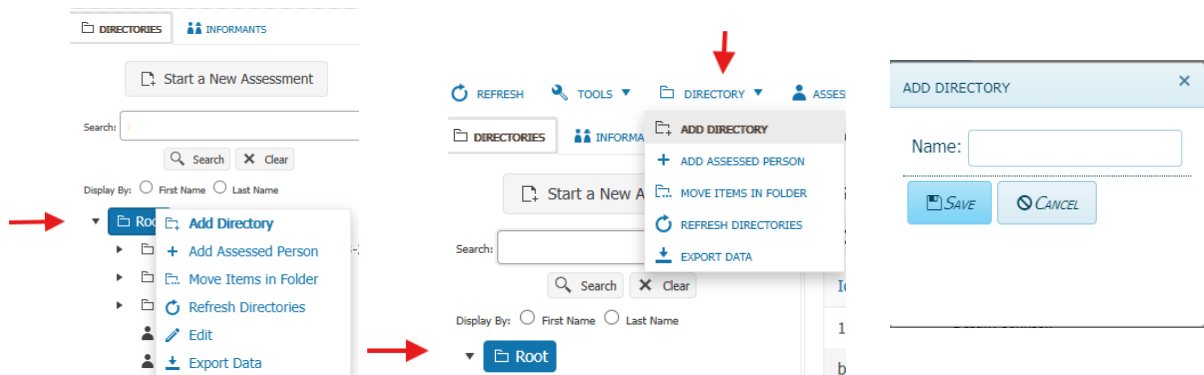 DIRECTORIES INFORMANTS
Start a New Assessment
Search:
Search Clear
Display By: First Name Last Name
Root
Add Directory
Add Assessed Person
Move Items in Folder
Refresh Directories
Edit
Export Data
REFRESH TOOLS DIRECTORY
DIRECTORIES
ADD DIRECTORY
ADD ASSESSED PERSON
MOVE ITEMS IN FOLDER
REFRESH DIRECTORIES
EXPORT DATA
Start a New A
Search:
Search Clear
Display By: First Name Last Name
Root
1
b
ADD DIRECTORY
Name:
SAVE CANCEL